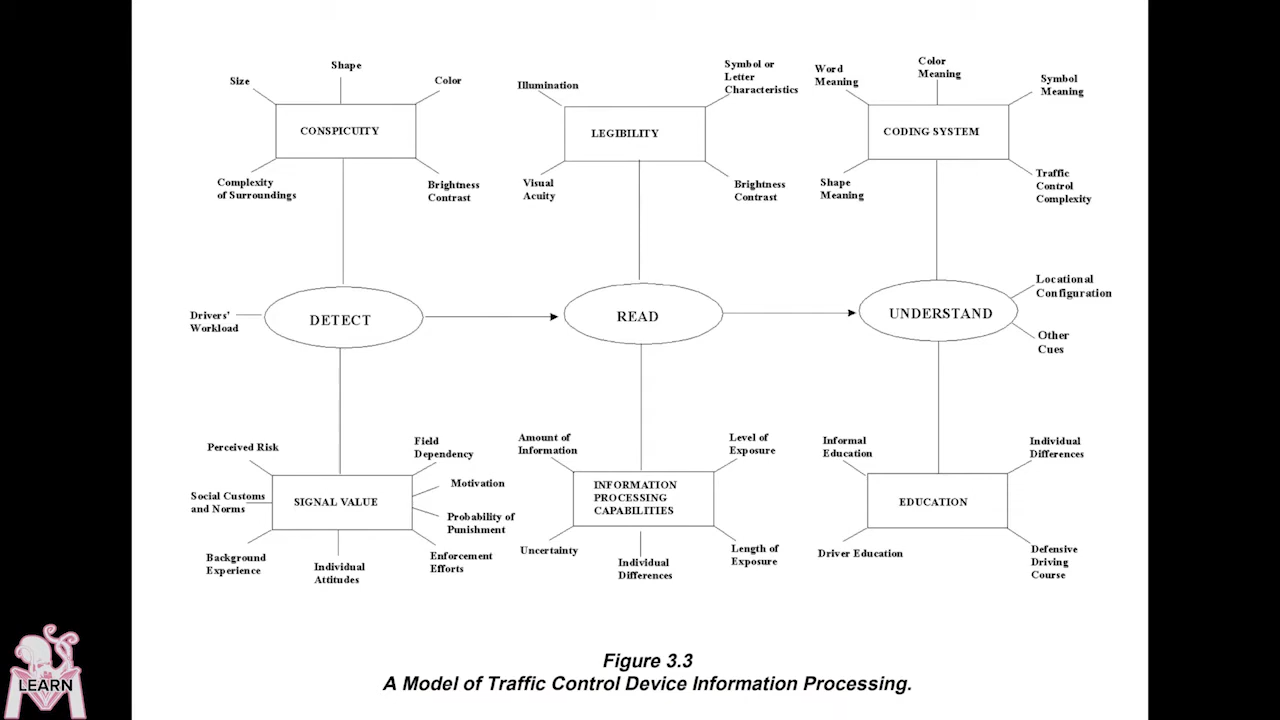 Size
Shape
Color
CONSPICUITY
Complexity
of Surroundings
Brightness
Contrast
Illumination
Symbol or
Letter
Characteristics
LEGIBILITY
Visual
Acuity
Brightness
Contrast
Word
Meaning
Color
Meaning
Symbol
Meaning
CODING SYSTEM
Shape
Meaning
Traffic
Control
Complexity
Drivers'
Workload
DETECT
READ
UNDERSTAND
Locational
Configuration
Other
Cues
Perceived Risk
Field
Dependency
Social Customs
and Norms
SIGNAL VALUE
Motivation
Probability of
Punishment
Background
Experience
Individual
Attitudes
Enforcement
Efforts
Amount of
Information
Level of
Exposure
INFORMATION
PROCESSING
CAPABILITIES
Uncertainty
Individual
Differences
Length of
Exposure
Informal
Education
Individual
Differences
EDUCATION
Driver Education
Defensive
Driving
Course
Figure 3.3
A Model of Traffic Control Device Information Processing.
LEARN